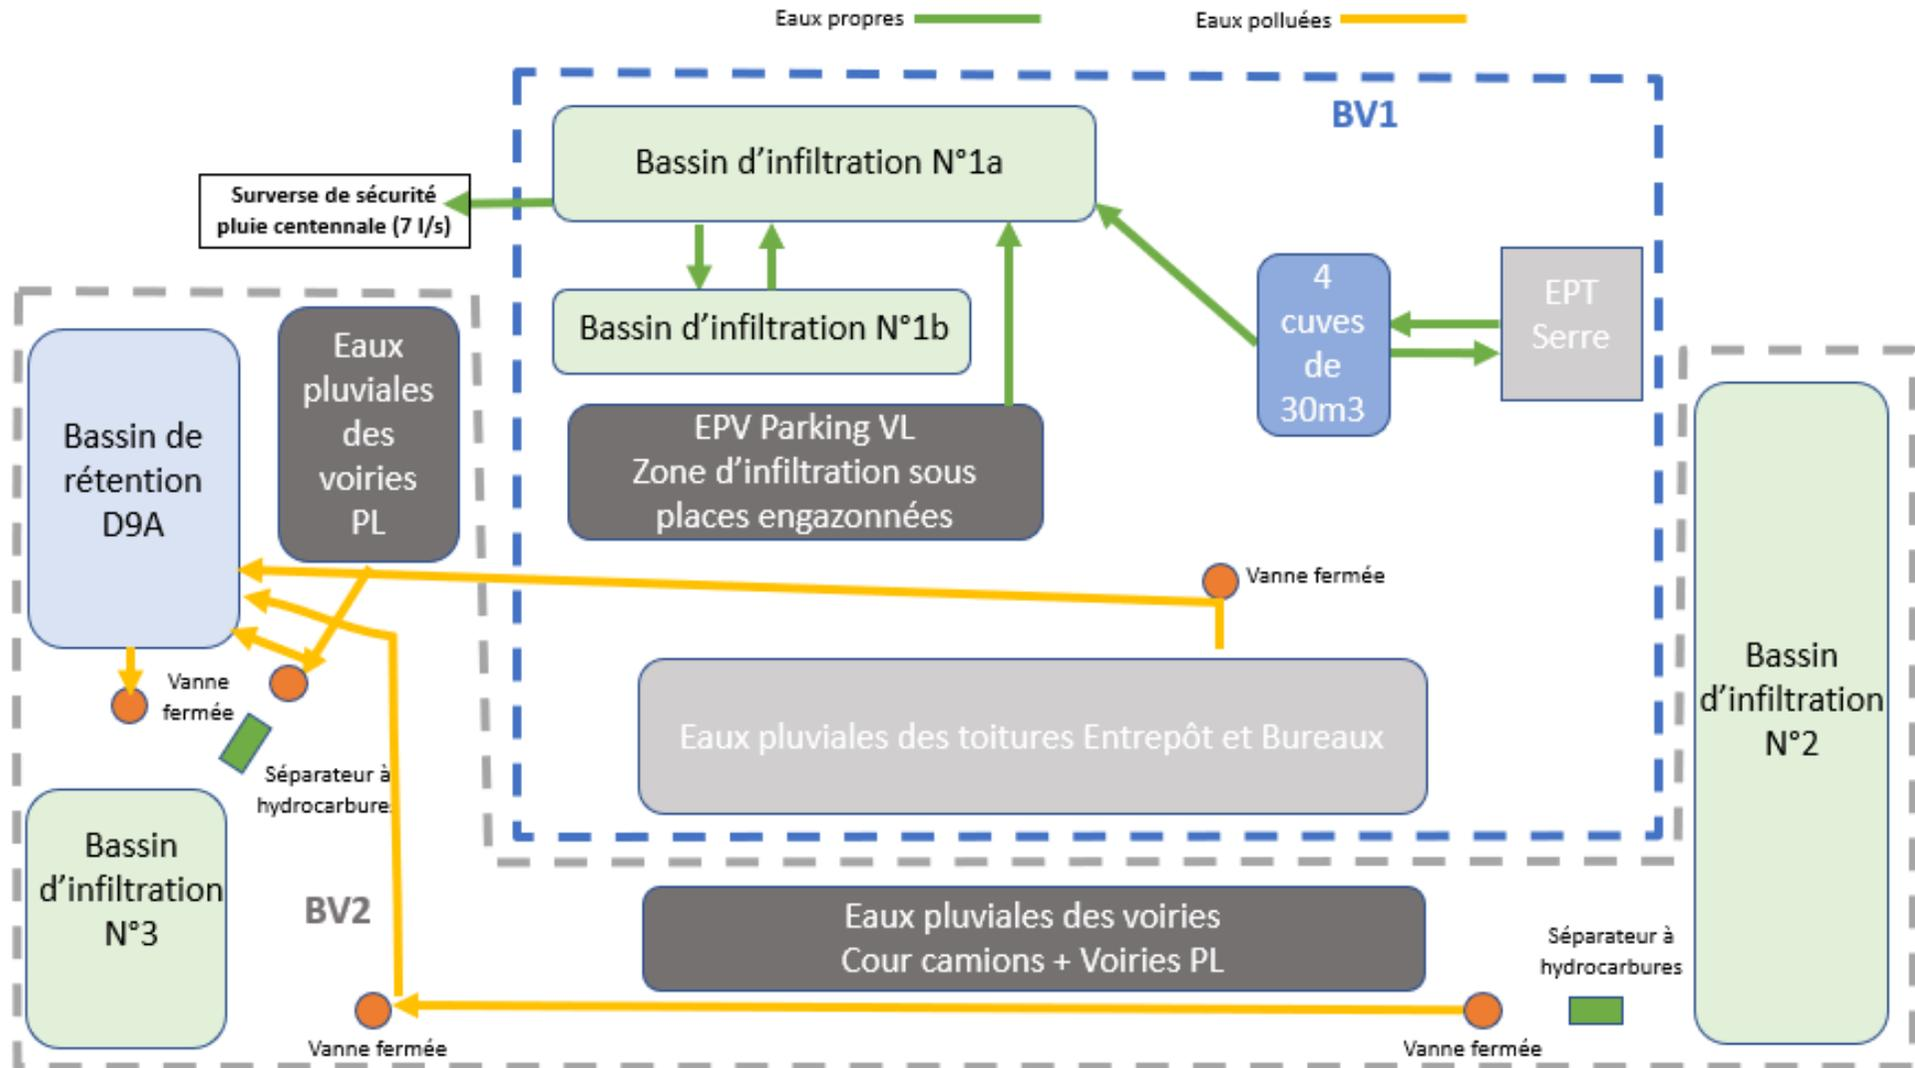 Eaux propres
Eaux polluées
BV1
Bassin d'infiltration N°1a
Surverse de sécurité
pluie centennale (7 l/s)
4
cuves
de
30m3
EPT
Serre
Bassin d'infiltration N°1b
Eaux
pluviales
des
voiries
PL
Bassin de
rétention
D9A
EPV Parking VL
Zone d'infiltration sous
places engazonnées
Vanne fermée
Bassin
d'infiltration
N°2
Vanne
fermée
Eaux pluviales des toitures Entrepôt et Bureaux
Séparateur à
hydrocarbures
Bassin
d'infiltration
N°3
BV2
Eaux pluviales des voiries
Cour camions + Voiries PL
Séparateur à
hydrocarbures
Vanne fermée
Vanne fermée